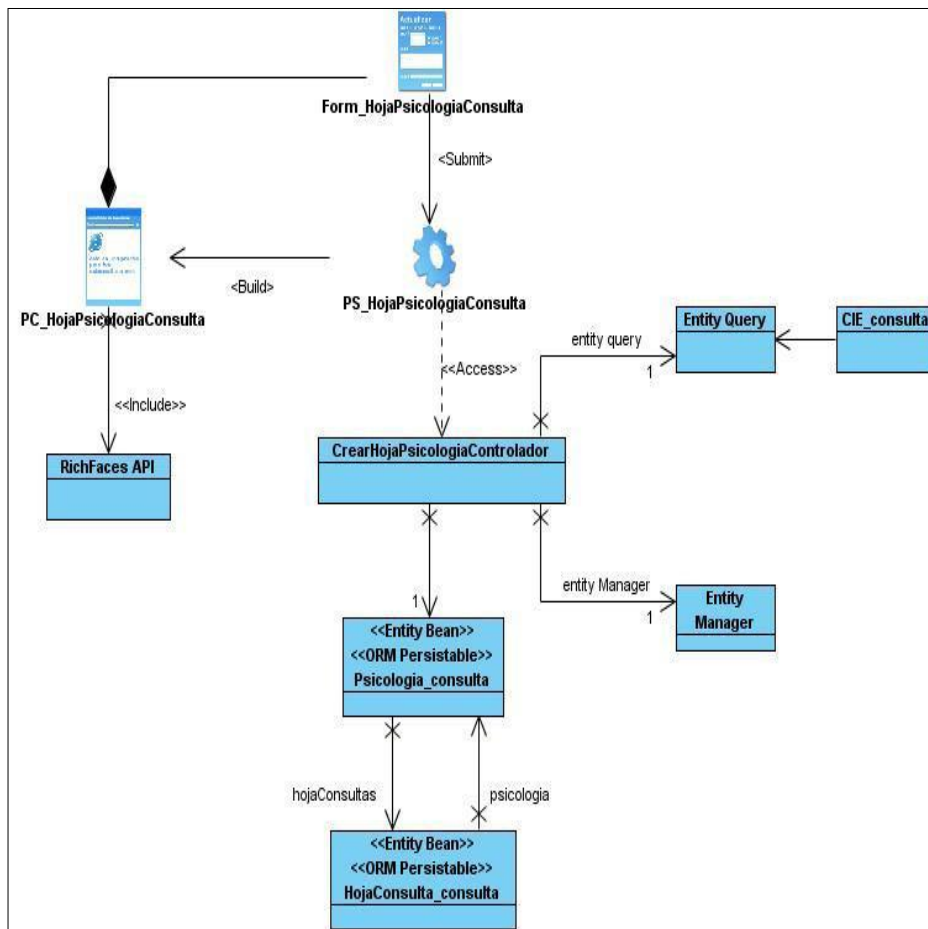 Actualizar
Form_HojaPsicologiaConsulta
<Submit>
<Build>
PS_HojaPsicologiaConsulta
PC_HojaPsicologiaConsulta
entity query
1
Entity Query
CIE_consulta
<<Access>>
<<Include>>
RichFaces API
CrearHojaPsicologiaControlador
entity Manager
1
Entity
Manager
1
<<Entity Bean>>
<<ORM Persistable>>
Psicologia_consulta
hojaConsultas
psicologia
<<Entity Bean>>
<<ORM Persistable>>
HojaConsulta_consulta